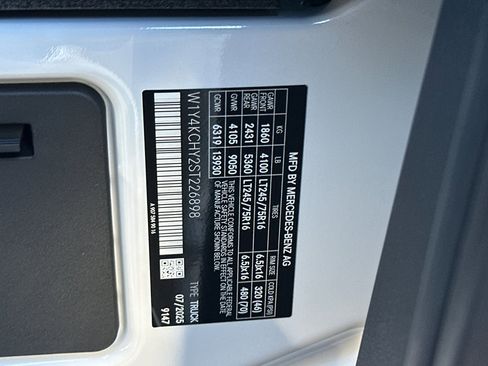 MFD BY MERCEDES-BENZ AG
KG LB TIRES RIM SIZE COLD KPA (PSI)
GAWR FRONT 1860 4100 LT245/75R16 6.5Jx16 320 (46)
GAWR REAR 2431 5360 LT245/75R16 6.5Jx16 480 (70)
GVWR 4105 9050
GCWR 6319 13930
THIS VEHICLE CONFORMS TO ALL APPLICABLE FEDERAL
MOTOR VEHICLE SAFETY STANDARDS IN EFFECT ON THE DATE OF
MANUFACTURE SHOWN BELOW.
07/2025
W1Y4KCHY2ST226898 TYPE: TRUCK
9147